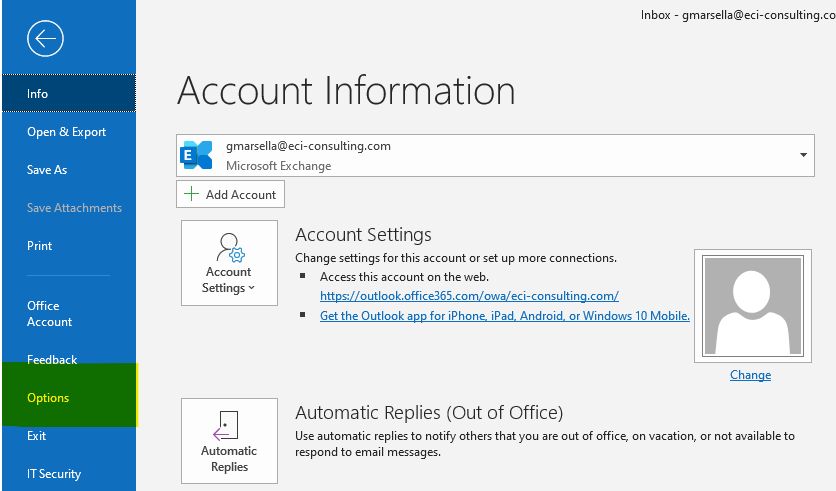 Inbox - gmarsella@eci-consulting.co
Info
Open & Export
Save As
Save Attachments
Print
Office
Account
Feedback
Options
Exit
IT Security
Account Information
E
gmarsella@eci-consulting.com
Microsoft Exchange
Add Account
Account
Settings
Account Settings
Change settings for this account or set up more connections.
Access this account on the web.
https://outlook.office365.com/owa/eci-consulting.com/
Get the Outlook app for iPhone, iPad, Android, or Windows 10 Mobile.
Change
Automatic
Replies
Automatic Replies (Out of Office)
Use automatic replies to notify others that you are out of office, on vacation, or not available to
respond to email messages.